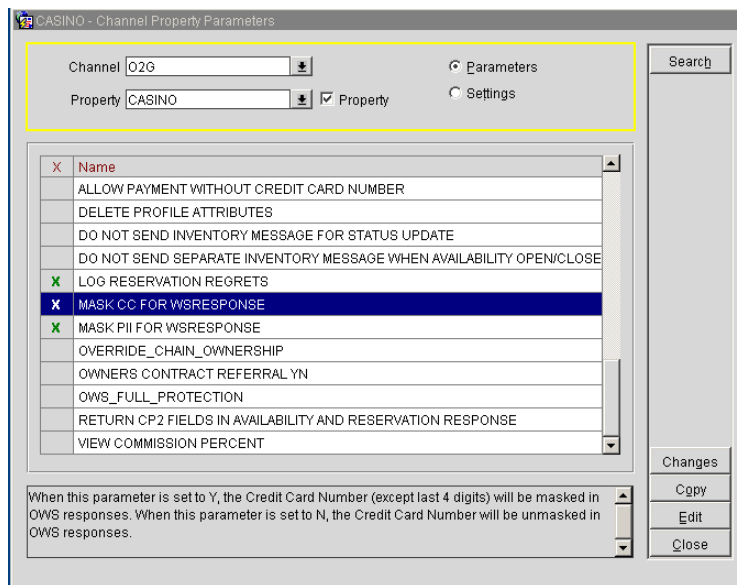 CASINO - Channel Property Parameters
Channel O2G
Parameters
Search
Property CASINO
Property
Settings
X Name
ALLOW PAYMENT WITHOUT CREDIT CARD NUMBER
DELETE PROFILE ATTRIBUTES
DO NOT SEND INVENTORY MESSAGE FOR STATUS UPDATE
DO NOT SEND SEPARATE INVENTORY MESSAGE WHEN AVAILABILITY OPEN/CLOSE
X LOG RESERVATION REGRETS
X MASK CC FOR WSRESPONSE
X MASK PII FOR WSRESPONSE
OVERRIDE_CHAIN_OWNERSHIP
OWNERS CONTRACT REFERRAL YN
OWS_FULL_PROTECTION
RETURN CP2 FIELDS IN AVAILABILITY AND RESERVATION RESPONSE
VIEW COMMISSION PERCENT
When this parameter is set to Y, the Credit Card Number (except last 4 digits) will be masked in
OWS responses. When this parameter is set to N, the Credit Card Number will be unmasked in
OWS responses.
Changes
Copy
Edit
Close